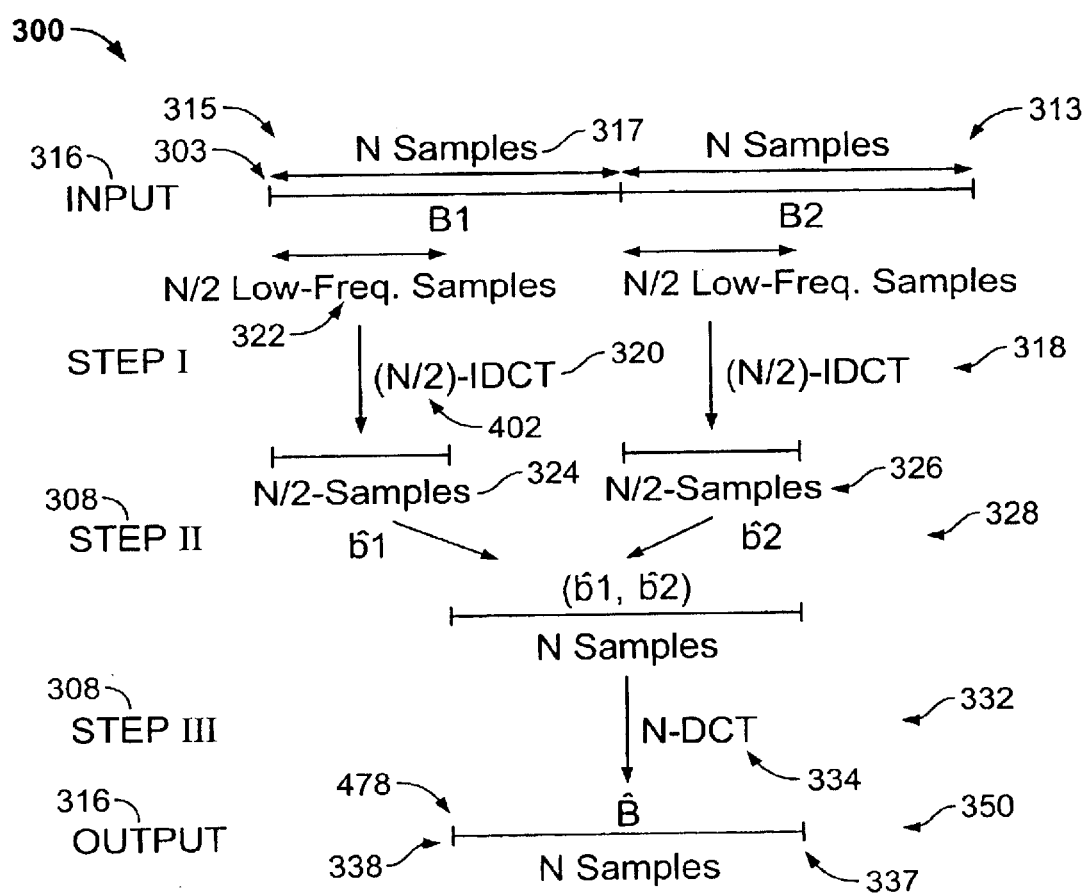 300
315
313
303
N Samples
317
N Samples
316
INPUT
B1
B2
N/2 Low-Freq. Samples
N/2 Low-Freq. Samples
322
STEP I
(N/2)-IDCT
320
(N/2)-IDCT
318
402
N/2-Samples
324
N/2-Samples
326
308
STEP II
b̂1
b̂2
328
(b̂1, b̂2)
N Samples
308
STEP III
N-DCT
332
334
478
316
OUTPUT
B̂
350
338
N Samples
337